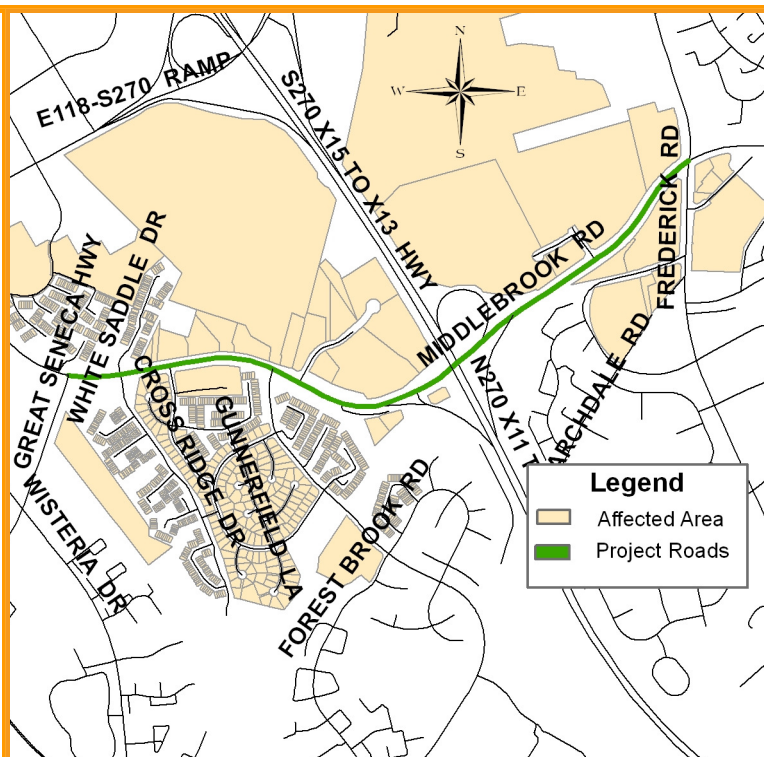 E118-S270 RAMP
S270 X15 TO X13 HWY
N
W
E
S
FREDERICK RD
MIDDLEBROOK RD
GREAT SENECA HWY
WHITE SADDLE DR
CROSS RIDGE DR
GUNNERFIELD LA
N270 X11 T
ARCHDALE RD
WISTERIA DR
FOREST BROOK RD
Legend
Affected Area
Project Roads